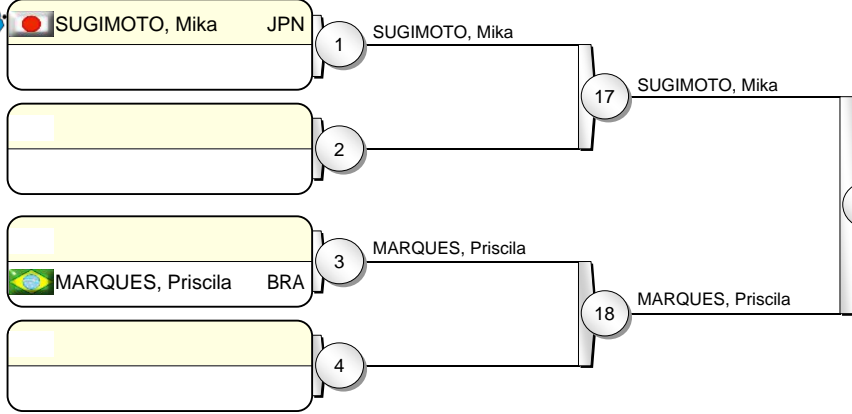 SUGIMOTO, Mika JPN
1
SUGIMOTO, Mika
17
SUGIMOTO, Mika
2
3
MARQUES, Priscila
MARQUES, Priscila BRA
18
MARQUES, Priscila
4